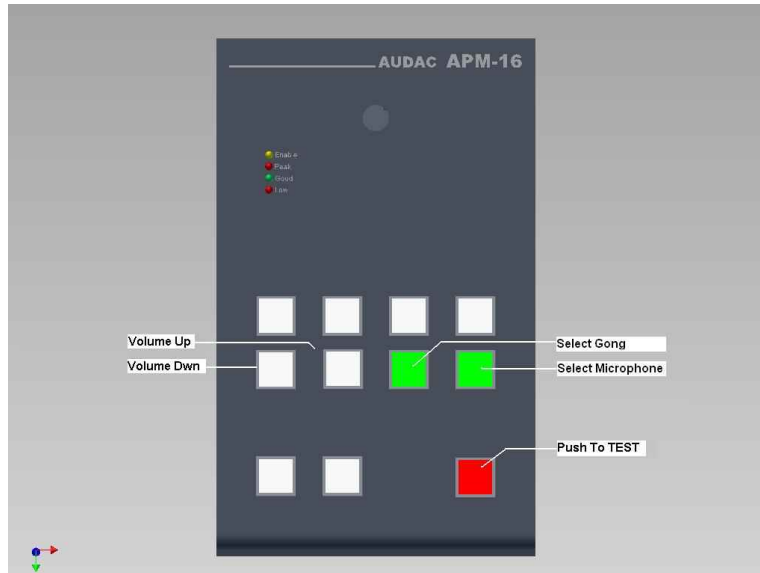 AUDAC APM-16
Enable
Peak
Good
Low
Volume Up
Select Gong
Volume Dwn
Select Microphone
Push To TEST